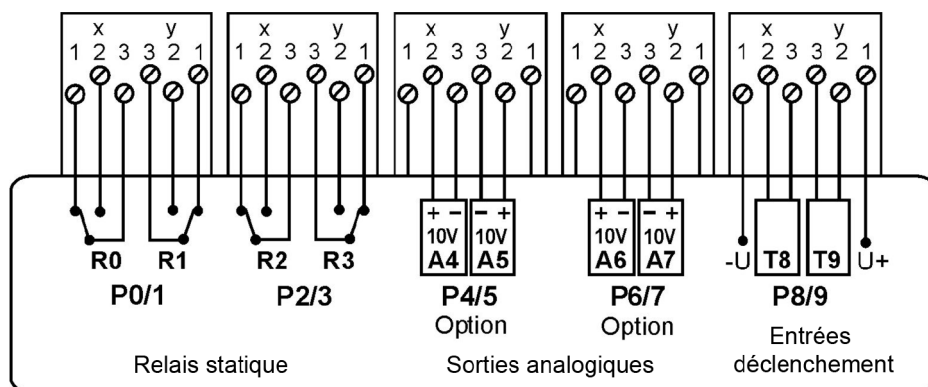 x y x y x y x y x y
1 2 3 3 2 1 1 2 3 3 2 1 1 2 3 3 2 1 1 2 3 3 2 1 1 2 3 3 2 1
+ − − + + − − +
10V 10V 10V 10V
R0 R1 R2 R3 A4 A5 A6 A7 -U T8 T9 U+
P0/1 P2/3 P4/5 P6/7 P8/9
Option Option
Relais statique Sorties analogiques Entrées
déclenchement